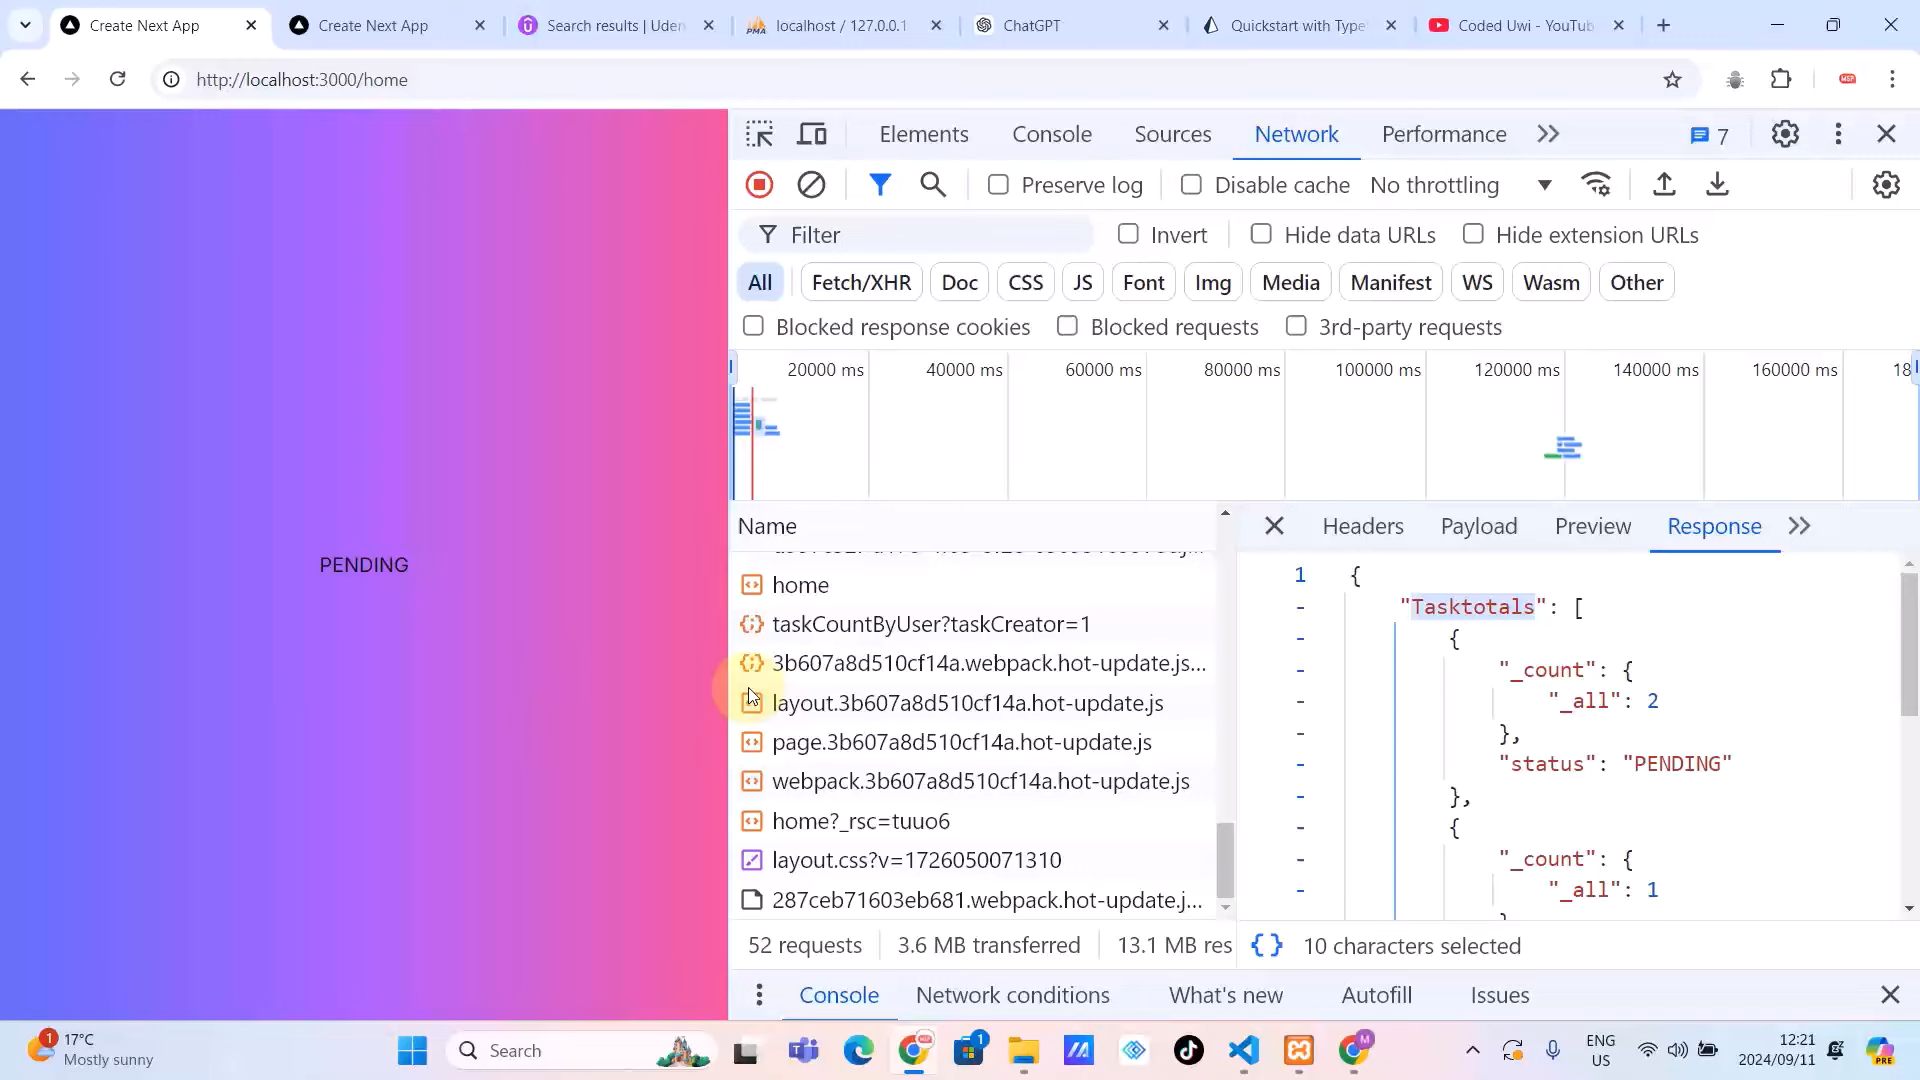 Create Next App
Create Next App
Search results | Uden
localhost / 127.0.0.1
ChatGPT
Quickstart with Type
Coded Uwi - YouTub
http://localhost:3000/home
Elements Console Sources Network Performance 7
Preserve log Disable cache No throttling
Filter Invert Hide data URLs Hide extension URLs
All Fetch/XHR Doc CSS JS Font Img Media Manifest WS Wasm Other
Blocked response cookies Blocked requests 3rd-party requests
20000 ms 40000 ms 60000 ms 80000 ms 100000 ms 120000 ms 140000 ms 160000 ms 18
PENDING
Name
home
taskCountByUser?taskCreator=1
3b607a8d510cf14a.webpack.hot-update.js...
layout.3b607a8d510cf14a.hot-update.js
page.3b607a8d510cf14a.hot-update.js
webpack.3b607a8d510cf14a.hot-update.js
home?_rsc=tuuo6
layout.css?v=1726050071310
287ceb71603eb681.webpack.hot-update.j...
52 requests 3.6 MB transferred 13.1 MB res
Headers Payload Preview Response
1 {
- "Tasktotals": [
- {
- "_count": {
- "_all": 2
- },
- "status": "PENDING"
- },
- {
- "_count": {
- "_all": 1
{} 10 characters selected
Console Network conditions What's new Autofill Issues
1
17°C
Mostly sunny
Search
1
ENG
US
12:21
2024/09/11